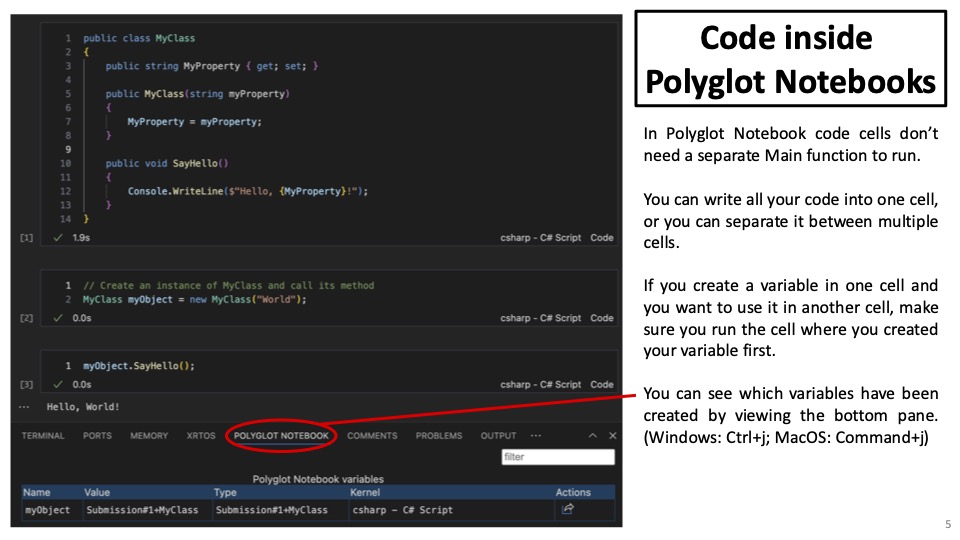 1 public class MyClass
2 {
3 public string MyProperty { get; set; }
4
5 public MyClass(string myProperty)
6 {
7 MyProperty = myProperty;
8 }
9
10 public void SayHello()
11 {
12 Console.WriteLine($"Hello, {MyProperty}!");
13 }
14 }
[1] ✓ 1.9s csharp - C# Script Code
1 // Create an instance of MyClass and call its method
2 MyClass myObject = new MyClass("World");
[2] ✓ 0.0s csharp - C# Script Code
1 myObject.SayHello();
[3] ✓ 0.0s csharp - C# Script Code
... Hello, World!
TERMINAL PORTS MEMORY XRTOS POLYGLOT NOTEBOOK COMMENTS PROBLEMS OUTPUT ...
filter
Polyglot Notebook variables
Name Value Type Kernel Actions
myObject Submission#1+MyClass Submission#1+MyClass csharp - C# Script
Code inside
Polyglot Notebooks
In Polyglot Notebook code cells don't
need a separate Main function to run.
You can write all your code into one cell,
or you can separate it between multiple
cells.
If you create a variable in one cell and
you want to use it in another cell, make
sure you run the cell where you created
your variable first.
You can see which variables have been
created by viewing the bottom pane.
(Windows: Ctrl+j; MacOS: Command+j)
5